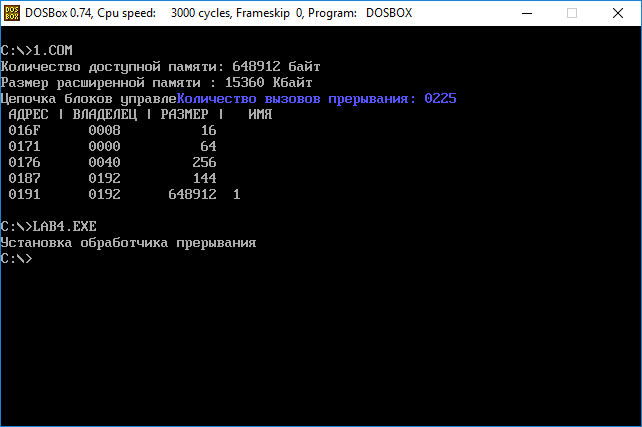 DOS BOX
DOSBox 0.74, Cpu speed: 3000 cycles, Frameskip 0, Program: DOSBOX
C:\>1.COM
Количество доступной памяти: 648912 байт
Размер расширенной памяти : 15360 Кбайт
Цепочка блоков управлеКоличество вызовов прерывания: 0225
АДРЕС | ВЛАДЕЛЕЦ | РАЗМЕР | ИМЯ
016F 0008 16
0171 0000 64
0176 0040 256
0187 0192 144
0191 0192 648912 1
C:\>LAB4.EXE
Установка обработчика прерывания
C:\>